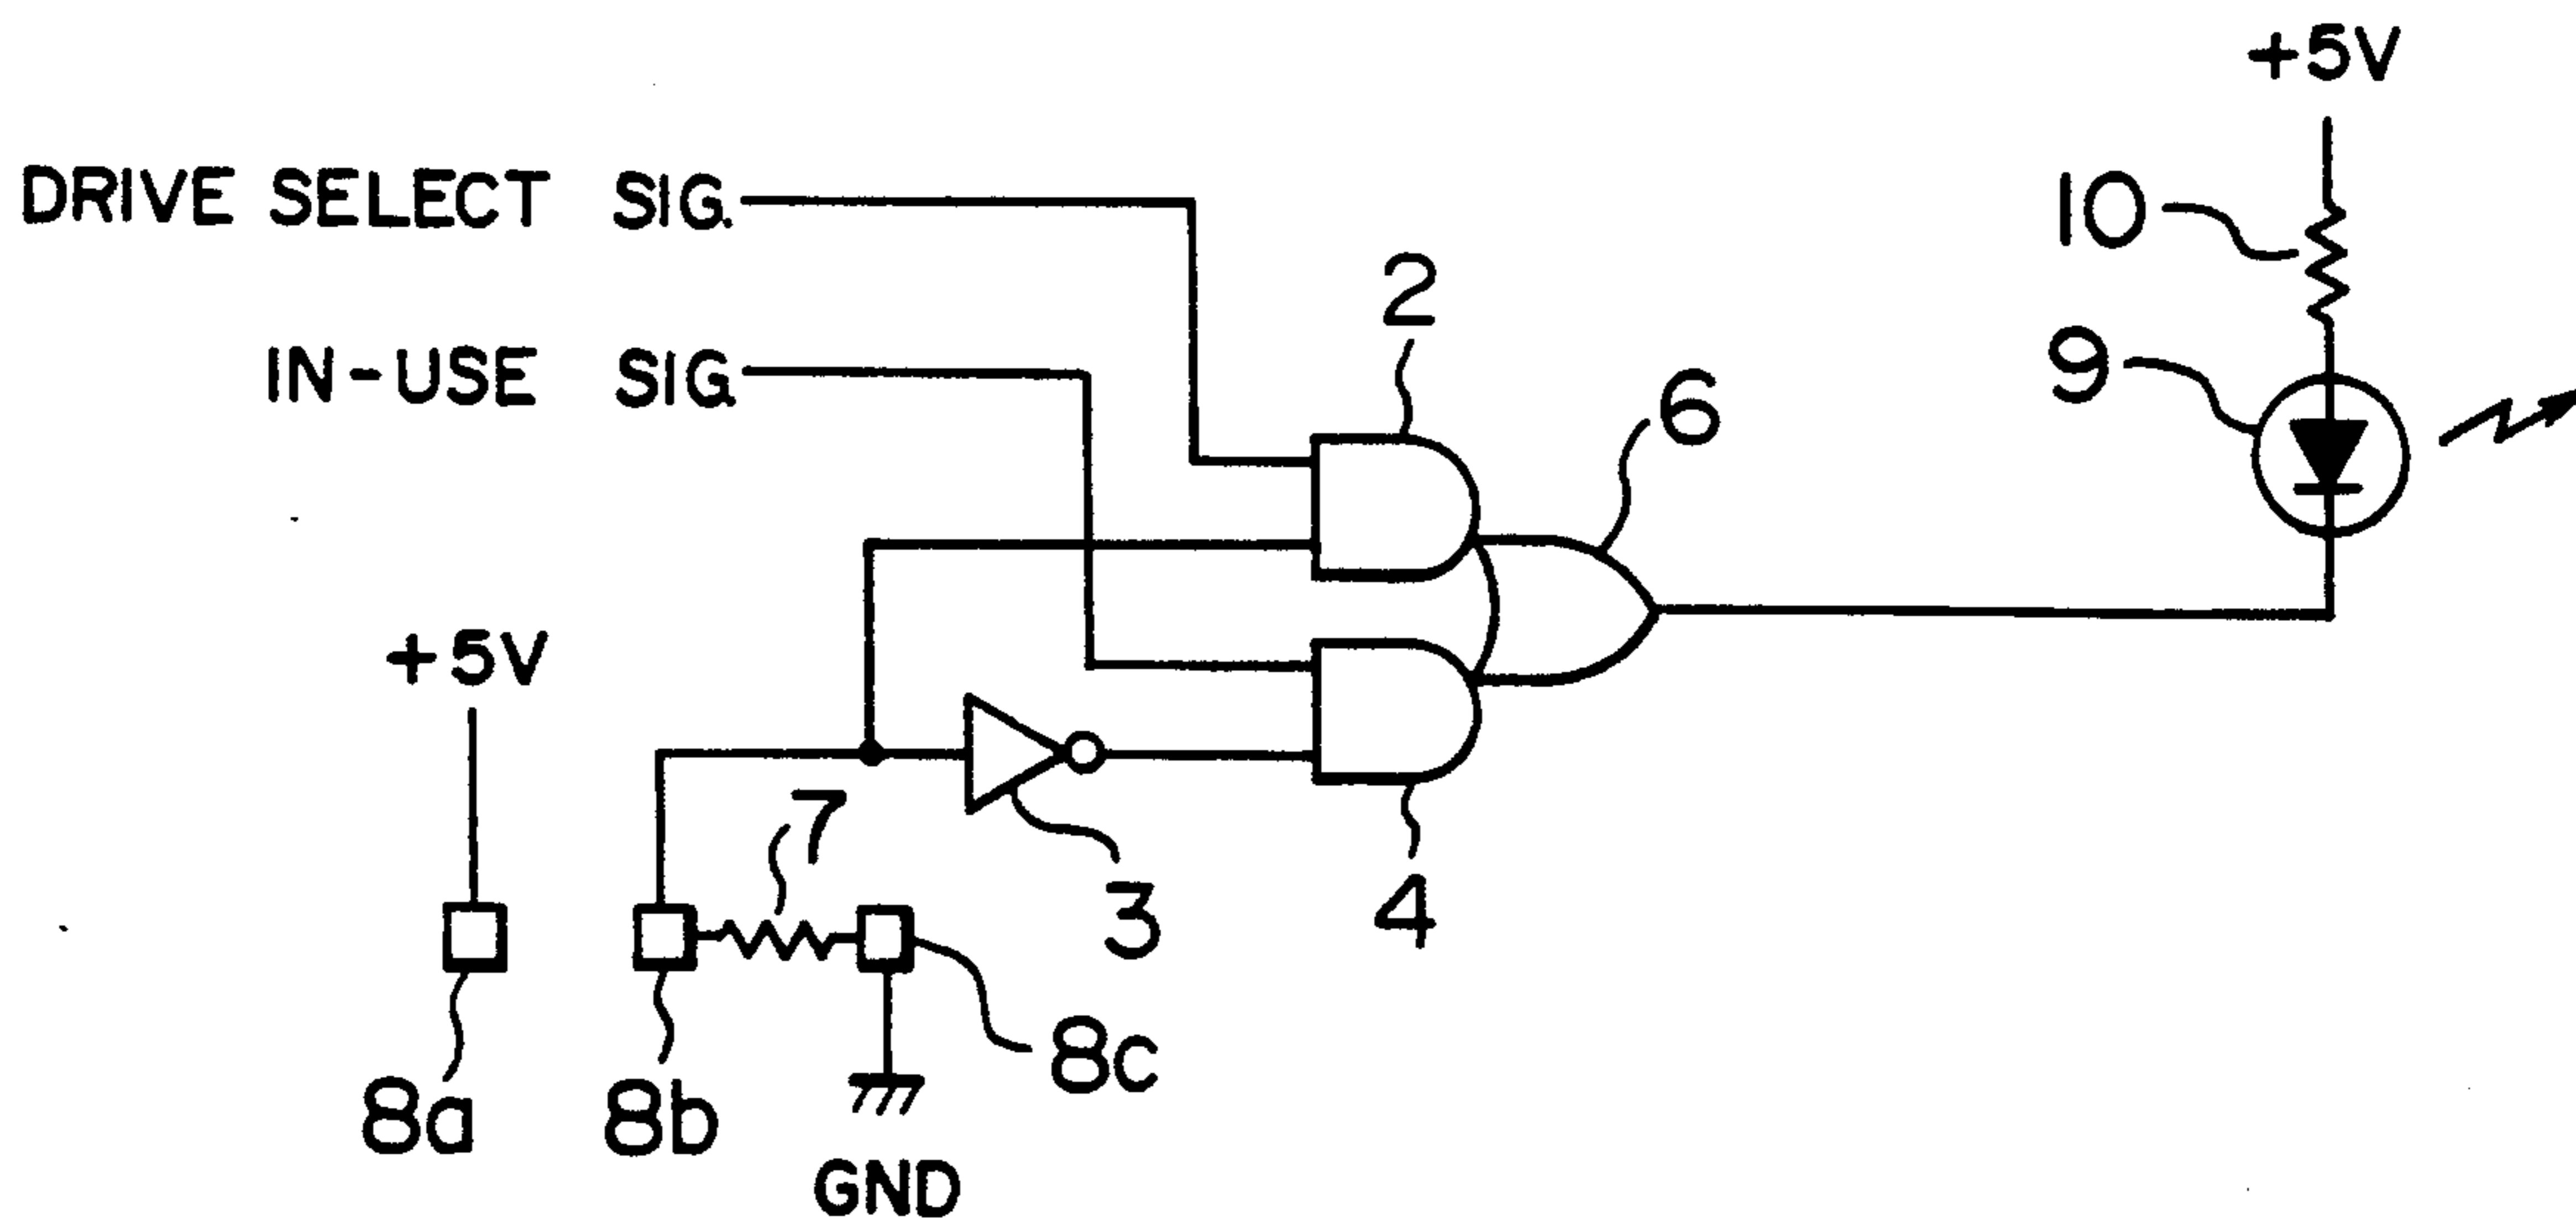 +5V
DRIVE SELECT SIG.
10
2
IN-USE SIG.
9
6
+5V
7
3
4
8c
8a
8b
GND